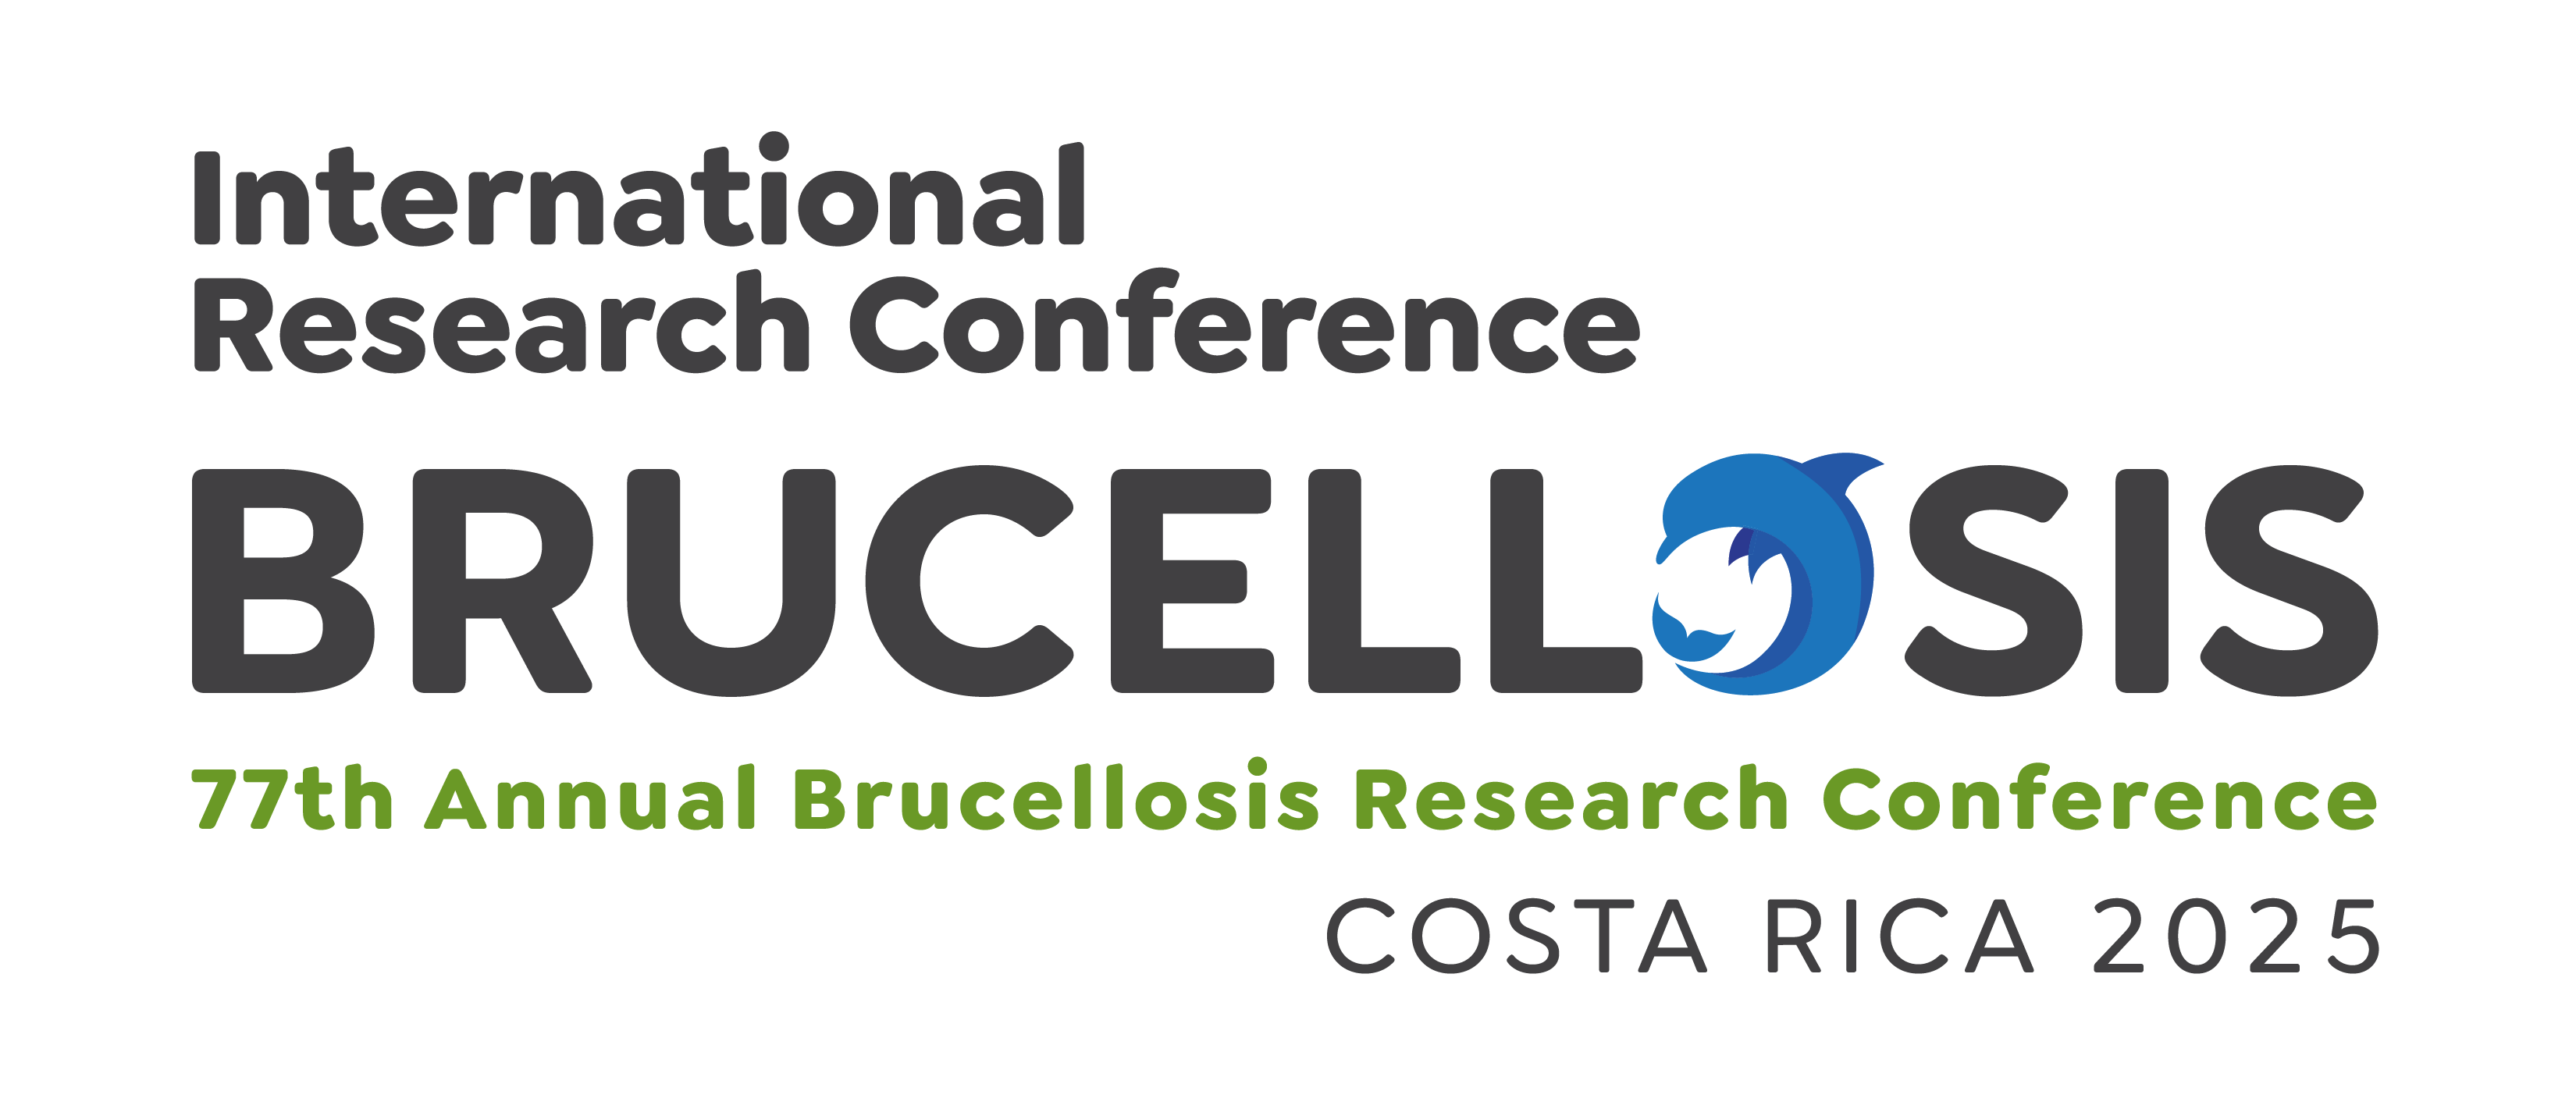 International
Research Conference
BRUCELLOSIS
77th Annual Brucellosis Research Conference
COSTA RICA 2025